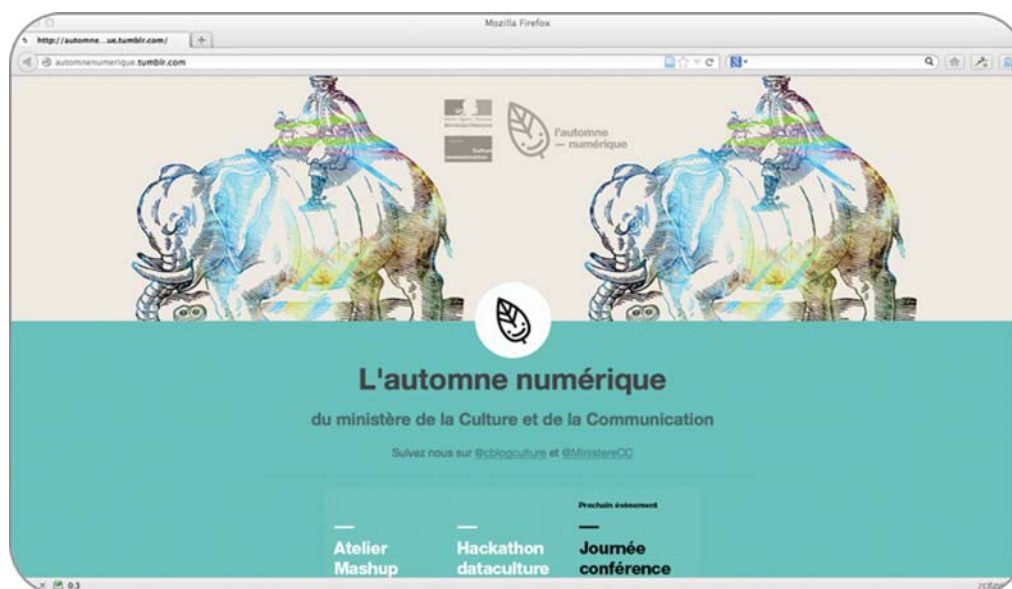 Mozilla Firefox
http://automne...ue.tumblr.com/
automnenumerique.tumblr.com
l'automne
— numérique
L'automne numérique
du ministère de la Culture et de la Communication
Suivez nous sur @cblogculture et @MinistereCC
Prochain évènement
Atelier
Mashup
Hackathon
dataculture
Journée
conférence